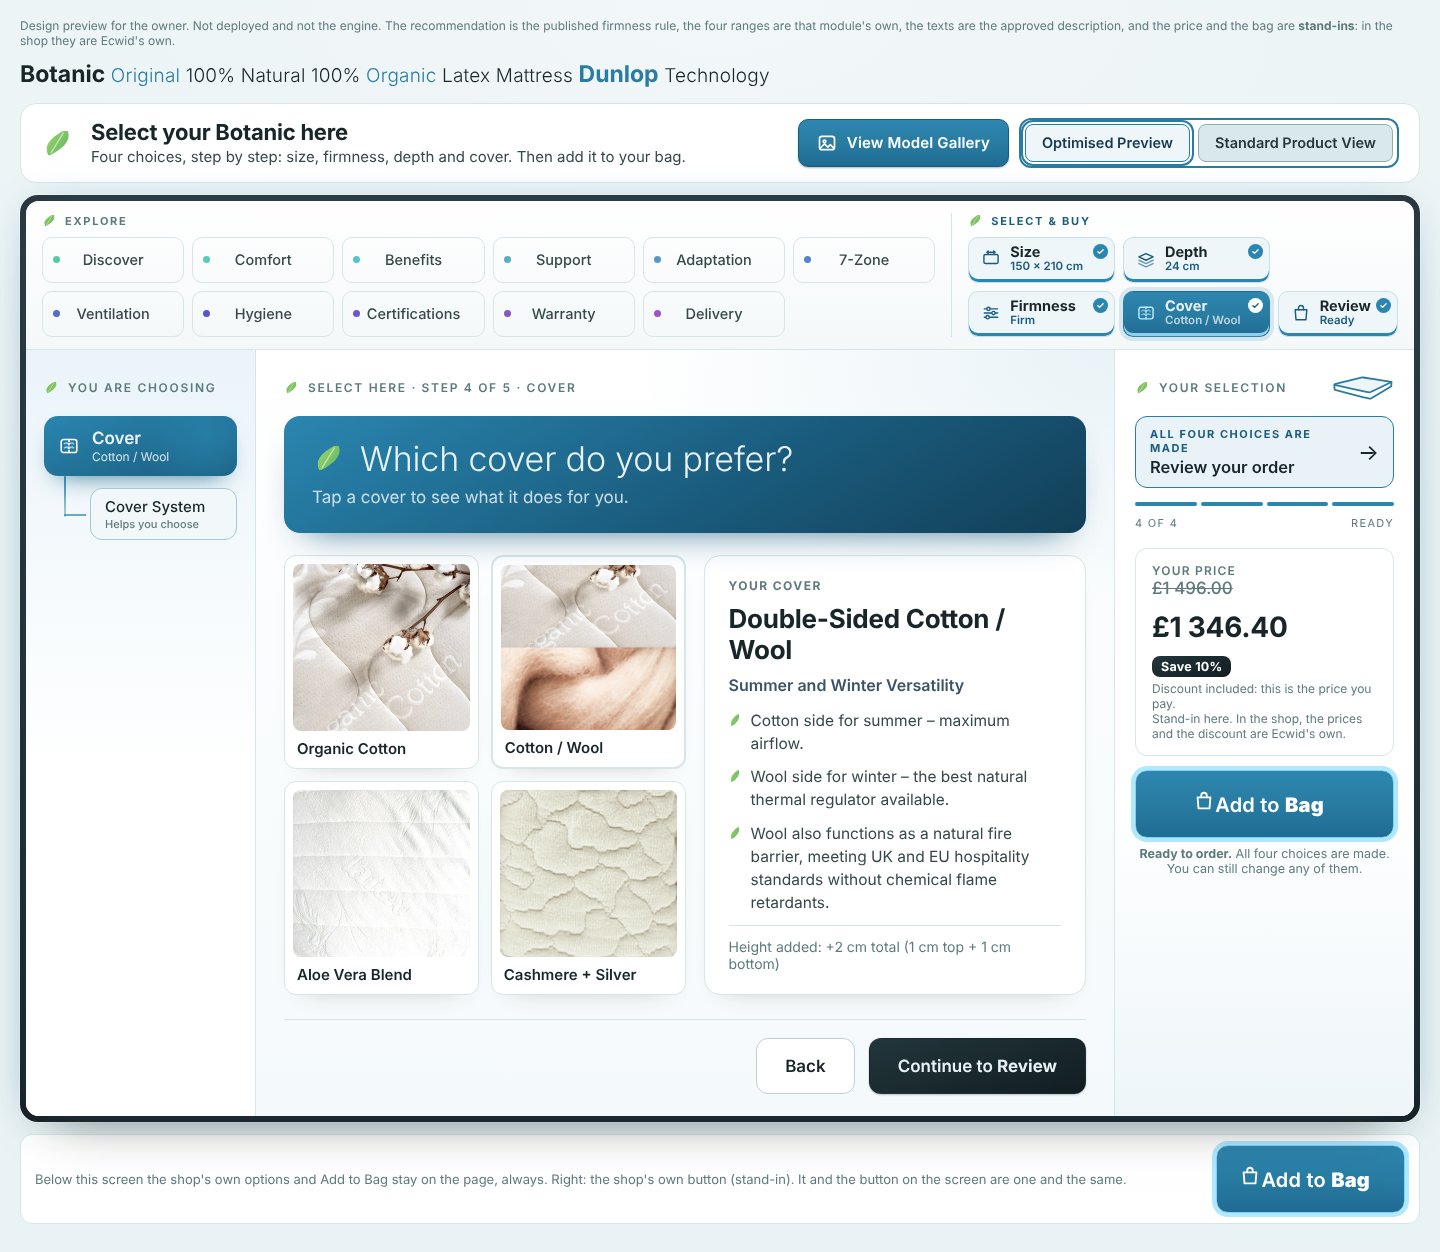 Design preview for the owner. Not deployed and not the engine. The recommendation is the published firmness rule, the four ranges are that module's own, the texts are the approved description, and the price and the bag are stand-ins: in the
shop they are Ecwid's own.
Botanic Original 100% Natural 100% Organic Latex Mattress Dunlop Technology
Select your Botanic here
Four choices, step by step: size, firmness, depth and cover. Then add it to your bag.
View Model Gallery
Optimised Preview
Standard Product View
EXPLORE
Discover
Comfort
Benefits
Support
Adaptation
7-Zone
Ventilation
Hygiene
Certifications
Warranty
Delivery
SELECT & BUY
Size
150 × 210 cm
Depth
24 cm
Firmness
Firm
Cover
Cotton / Wool
Review
Ready
YOU ARE CHOOSING
Cover
Cotton / Wool
Cover System
Helps you choose
SELECT HERE · STEP 4 OF 5 · COVER
Which cover do you prefer?
Tap a cover to see what it does for you.
Organic Cotton
Cotton / Wool
Aloe Vera Blend
Cashmere + Silver
YOUR COVER
Double-Sided Cotton /
Wool
Summer and Winter Versatility
Cotton side for summer – maximum
airflow.
Wool side for winter – the best natural
thermal regulator available.
Wool also functions as a natural fire
barrier, meeting UK and EU hospitality
standards without chemical flame
retardants.
Height added: +2 cm total (1 cm top + 1 cm
bottom)
Back
Continue to Review
YOUR SELECTION
ALL FOUR CHOICES ARE
MADE
Review your order
4 OF 4
READY
YOUR PRICE
£1 496.00
£1 346.40
Save 10%
Discount included: this is the price you
pay.
Stand-in here. In the shop, the prices
and the discount are Ecwid's own.
Add to Bag
Ready to order. All four choices are made.
You can still change any of them.
Below this screen the shop's own options and Add to Bag stay on the page, always. Right: the shop's own button (stand-in). It and the button on the screen are one and the same.
Add to Bag